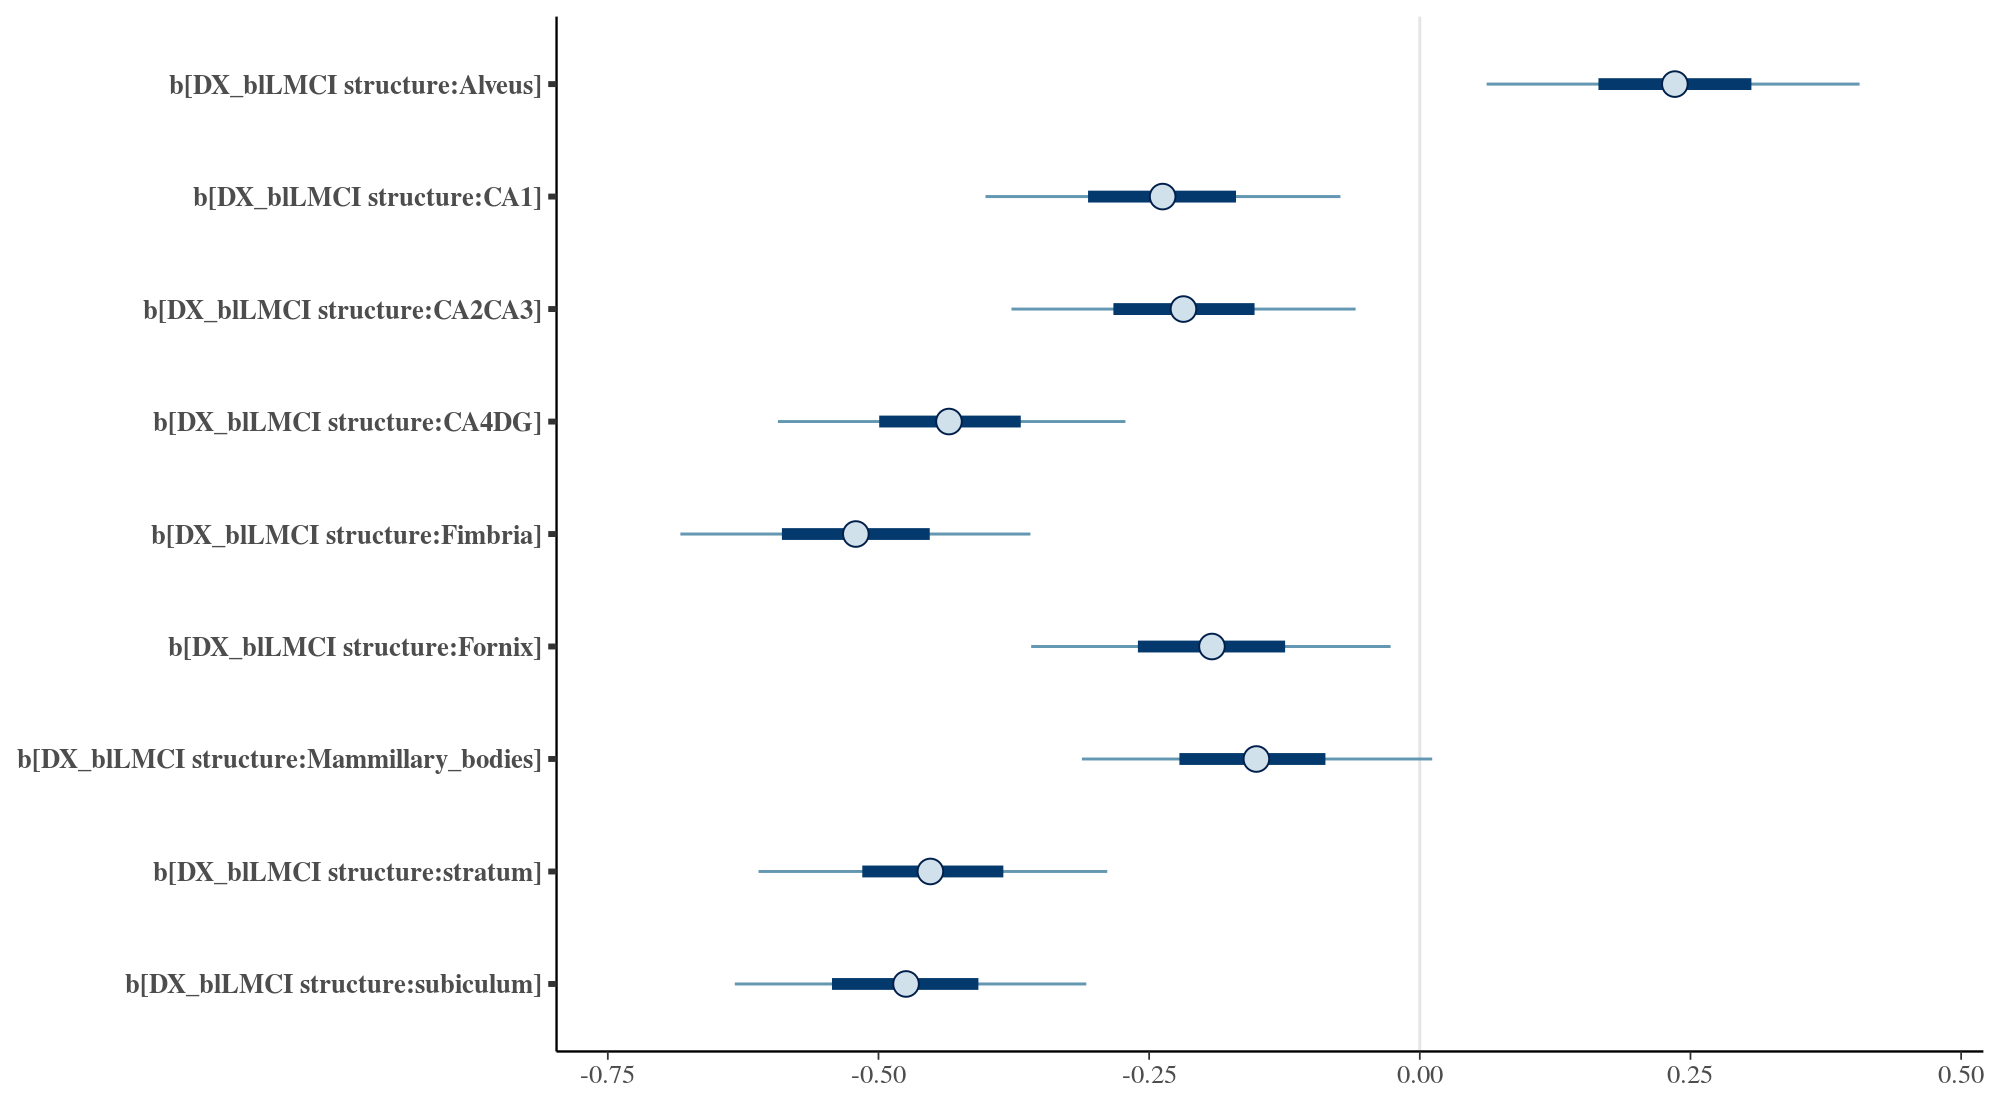 b[DX_blLMCI structure:Alveus]
b[DX_blLMCI structure:CA1]
b[DX_blLMCI structure:CA2CA3]
b[DX_blLMCI structure:CA4DG]
b[DX_blLMCI structure:Fimbria]
b[DX_blLMCI structure:Fornix]
b[DX_blLMCI structure:Mammillary_bodies]
b[DX_blLMCI structure:stratum]
b[DX_blLMCI structure:subiculum]
-0.75 -0.50 -0.25 0.00 0.25 0.50